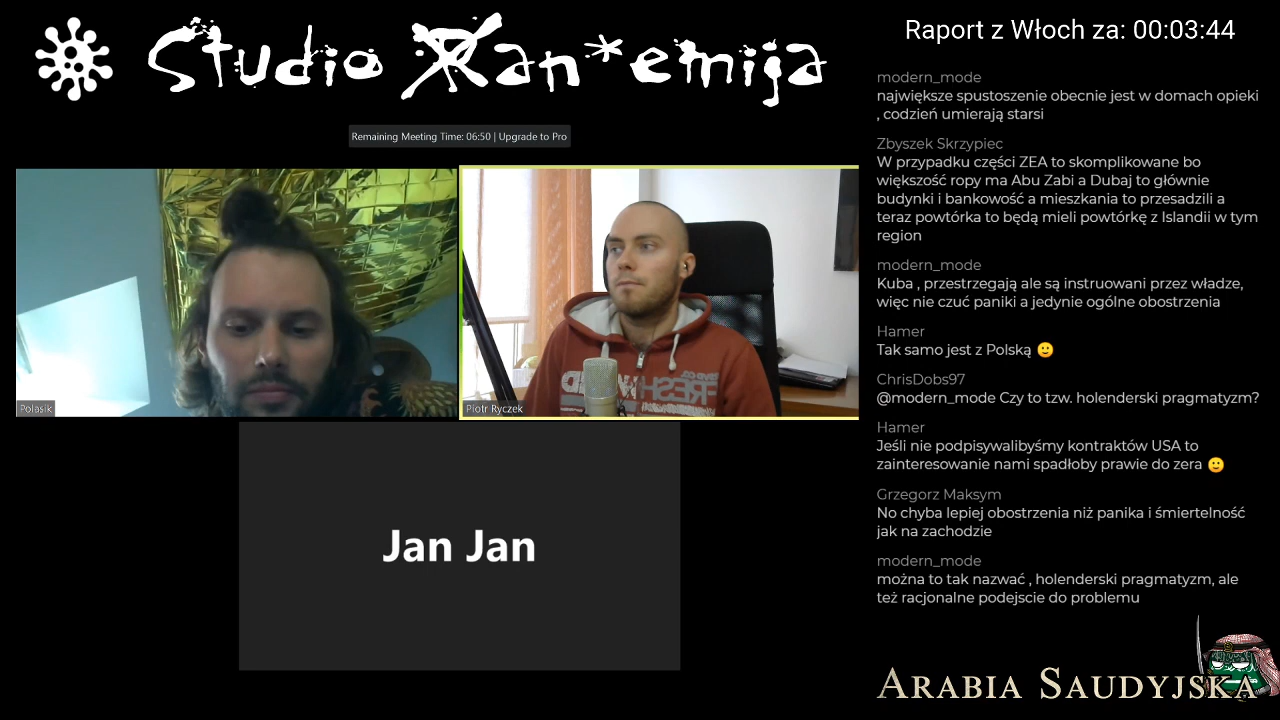 Studio Xan*emija
Raport z Włoch za: 00:03:44
Remaining Meeting Time: 06:50 | Upgrade to Pro
Polasik
Piotr Ryczek
FRESH
Jan Jan
modern_mode
największe spustoszenie obecnie jest w domach opieki
, codzień umierają starsi
Zbyszek Skrzypiec
W przypadku części ZEA to skomplikowane bo
większość ropy ma Abu Zabi a Dubaj to głównie
budynki i bankowość a mieszkania to przesadzili a
teraz powtórka to będą mieli powtórkę z Islandii w tym
region
modern_mode
Kuba , przestrzegają ale są instruowani przez władze,
więc nie czuć paniki a jedynie ogólne obostrzenia
Hamer
Tak samo jest z Polską 🙂
ChrisDobs97
@modern_mode Czy to tzw. holenderski pragmatyzm?
Hamer
Jeśli nie podpisywalibyśmy kontraktów USA to
zainteresowanie nami spadłoby prawie do zera 🙂
Grzegorz Maksym
No chyba lepiej obostrzenia niż panika i śmiertelność
jak na zachodzie
modern_mode
można to tak nazwać , holenderski pragmatyzm, ale
też racjonalne podejscie do problemu
Arabia Saudyjska